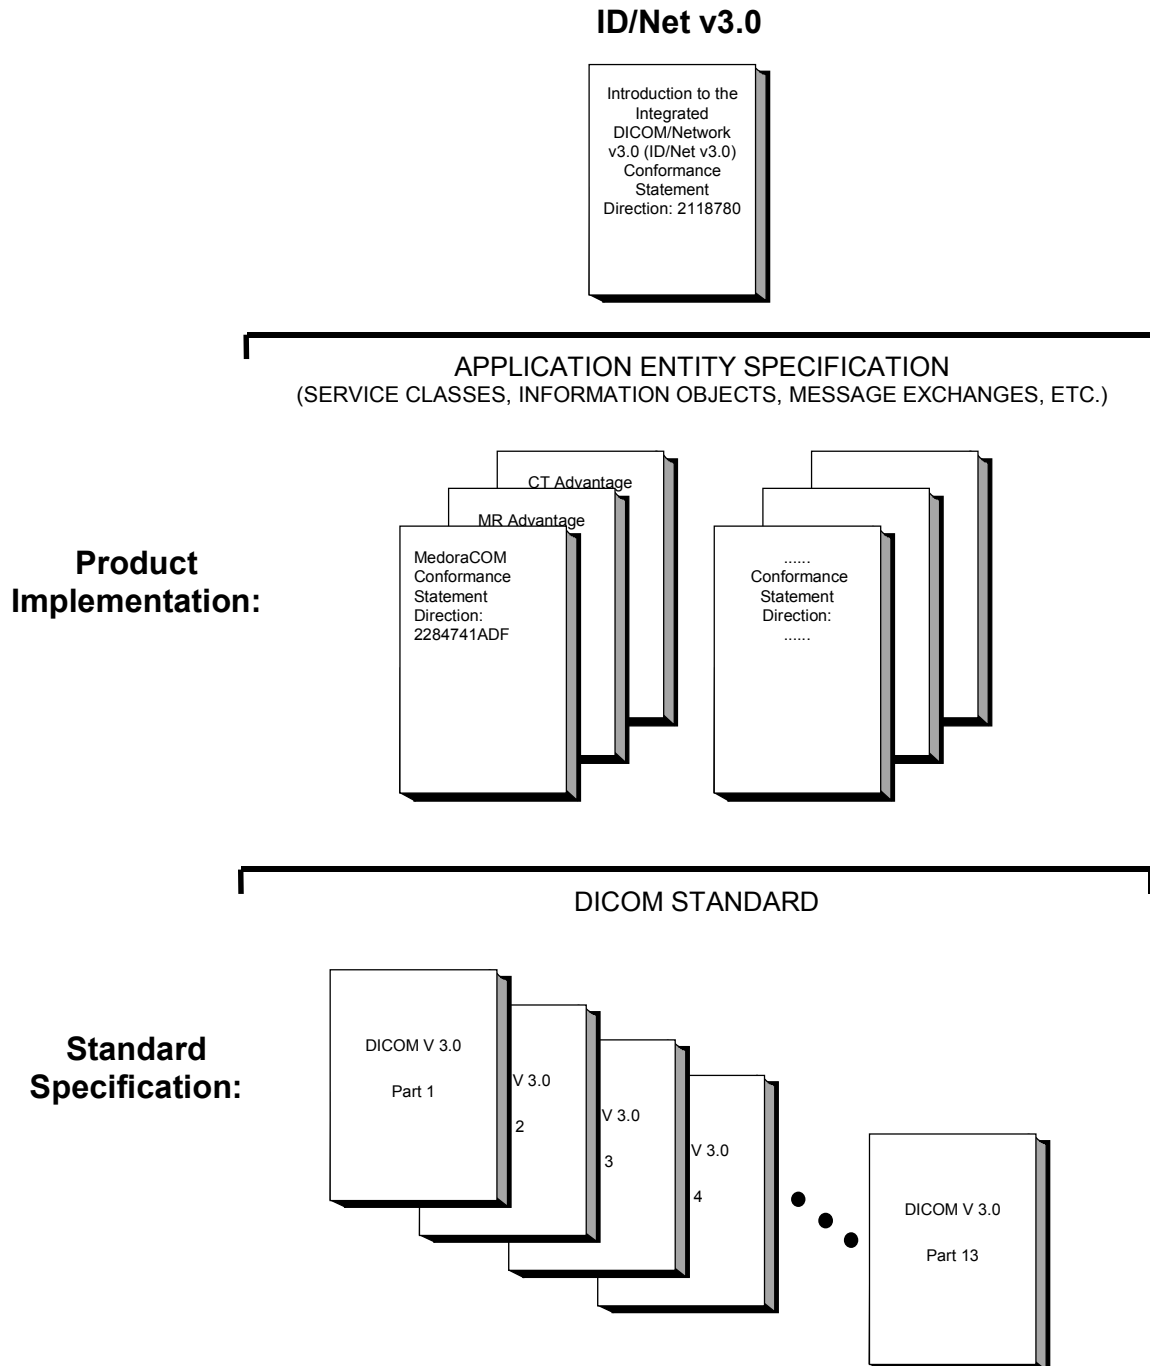 ID/Net v3.0
Introduction to the
Integrated
DICOM/Network
v3.0 (ID/Net v3.0)
Conformance
Statement
Direction: 2118780
APPLICATION ENTITY SPECIFICATION
(SERVICE CLASSES, INFORMATION OBJECTS, MESSAGE EXCHANGES, ETC.)
Product
Implementation:
CT Advantage
MR Advantage
MedoraCOM
Conformance
Statement
Direction:
2284741ADF
......
Conformance
Statement
Direction:
......
DICOM STANDARD
Standard
Specification:
DICOM V 3.0
Part 1
V 3.0
2
V 3.0
3
V 3.0
4
DICOM V 3.0
Part 13